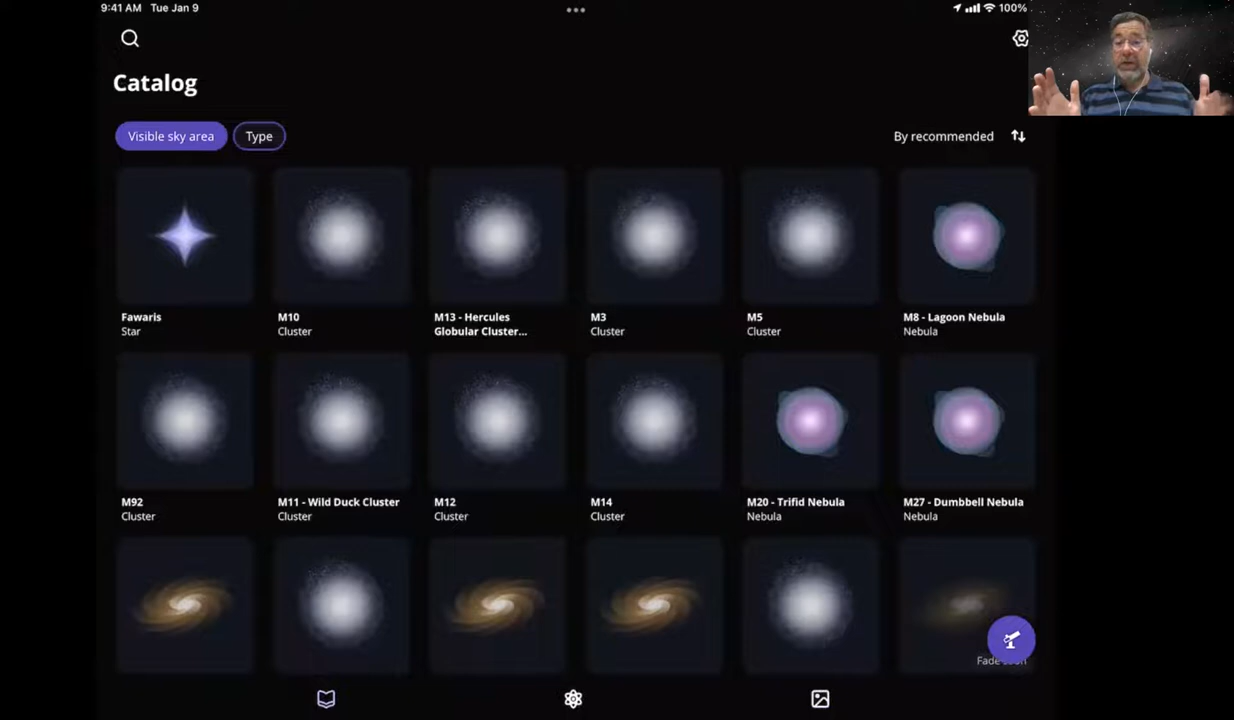 9:41 AM Tue Jan 9
100%
Catalog
Visible sky area
Type
By recommended
Fawaris
Star
M10
Cluster
M13 - Hercules
Globular Cluster...
Cluster
M3
Cluster
M5
Cluster
M8 - Lagoon Nebula
Nebula
M92
Cluster
M11 - Wild Duck Cluster
Cluster
M12
Cluster
M14
Cluster
M20 - Trifid Nebula
Nebula
M27 - Dumbbell Nebula
Nebula
Fade